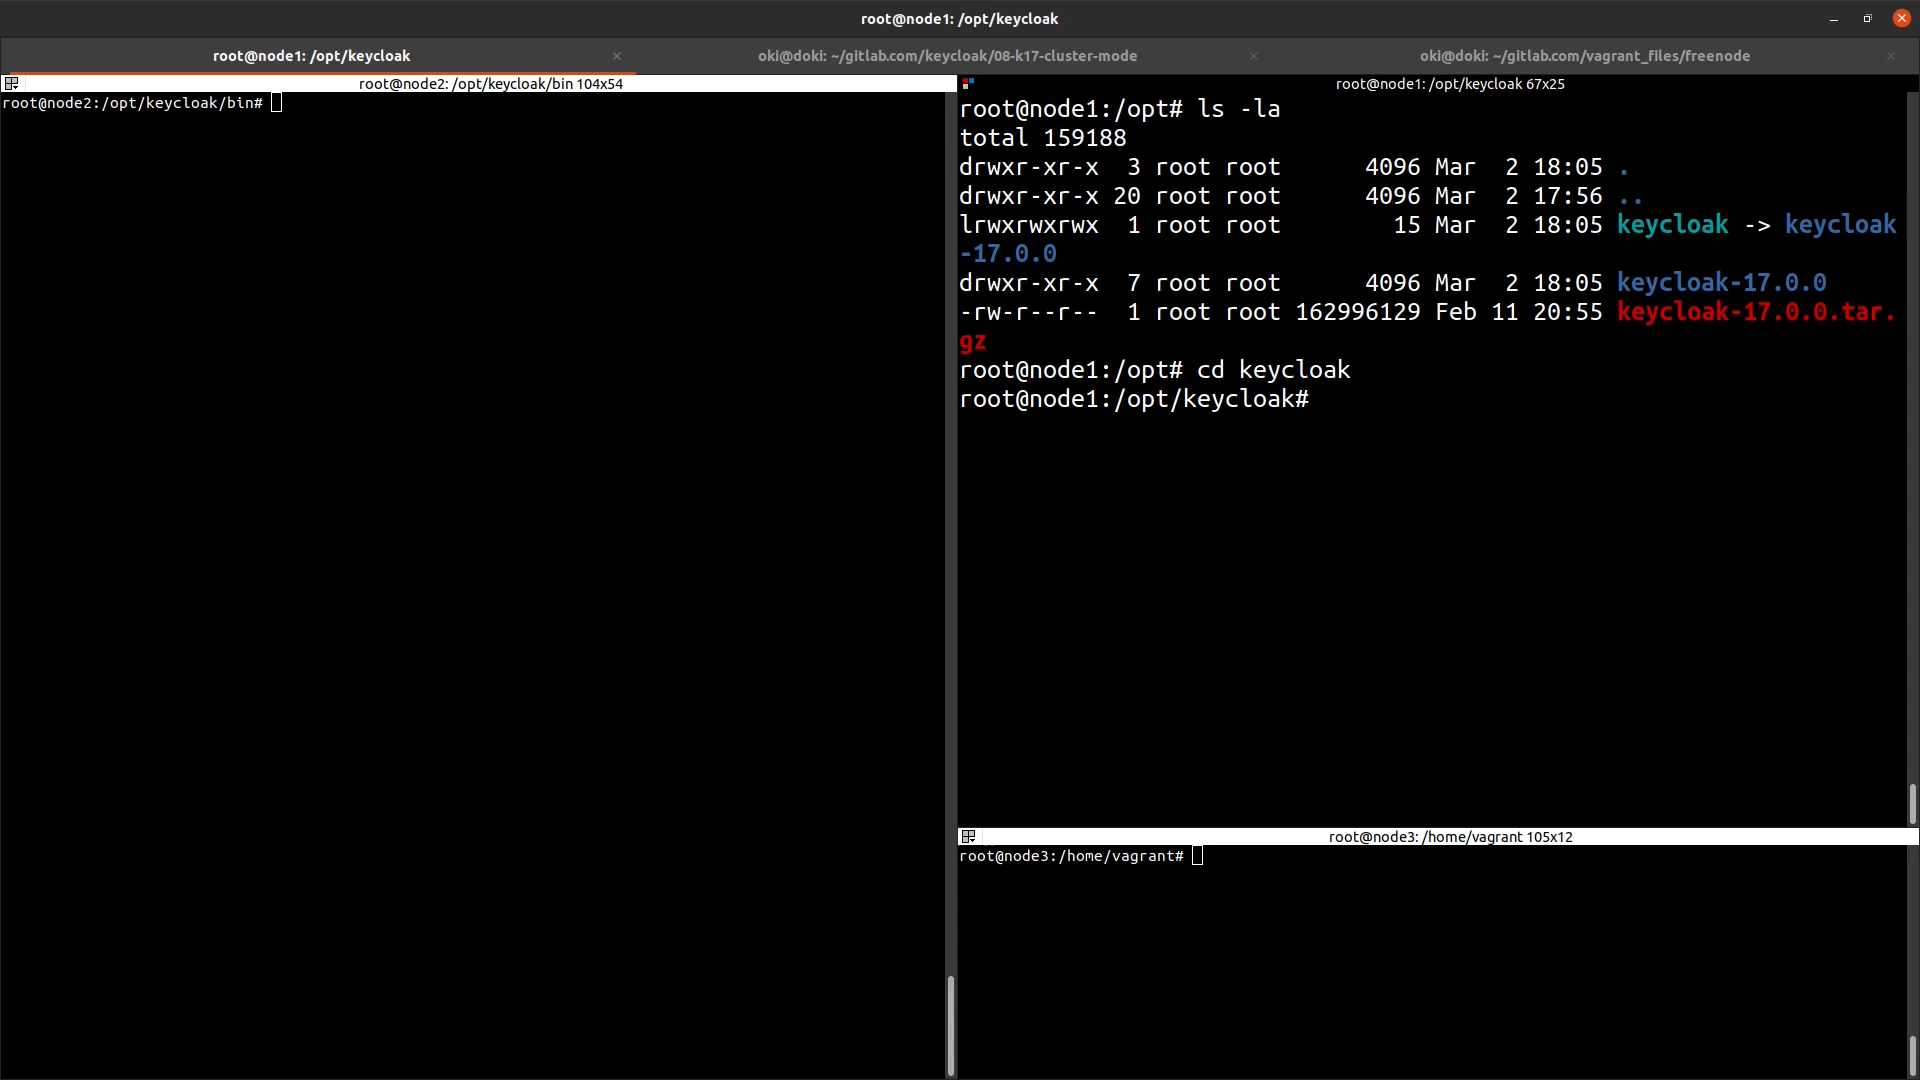 root@node1: /opt/keycloak
root@node1: /opt/keycloak
oki@doki: ~/gitlab.com/keycloak/08-k17-cluster-mode
oki@doki: ~/gitlab.com/vagrant_files/freenode
root@node2: /opt/keycloak/bin 104x54
root@node2:/opt/keycloak/bin#
root@node1: /opt/keycloak 67x25
root@node1:/opt# ls -la
total 159188
drwxr-xr-x  3 root root      4096 Mar  2 18:05 .
drwxr-xr-x 20 root root      4096 Mar  2 17:56 ..
lrwxrwxrwx  1 root root        15 Mar  2 18:05 keycloak -> keycloak
-17.0.0
drwxr-xr-x  7 root root      4096 Mar  2 18:05 keycloak-17.0.0
-rw-r--r--  1 root root 162996129 Feb 11 20:55 keycloak-17.0.0.tar.
gz
root@node1:/opt# cd keycloak
root@node1:/opt/keycloak#
root@node3: /home/vagrant 105x12
root@node3:/home/vagrant#